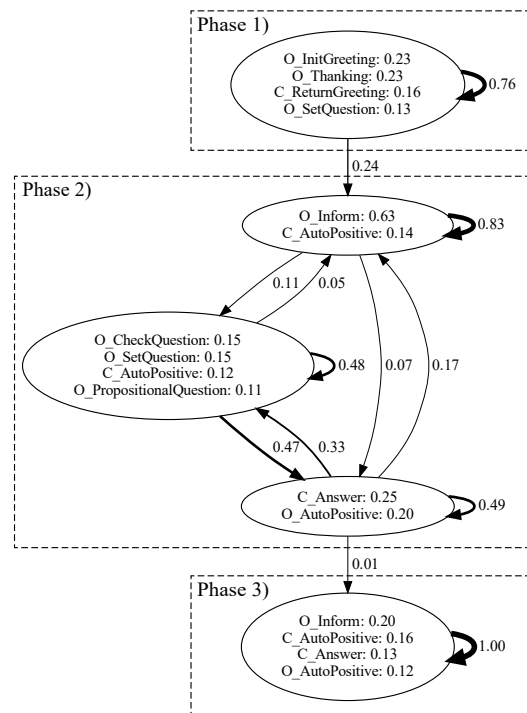 Phase 1)
O_InitGreeting: 0.23
O_Thanking: 0.23
C_ReturnGreeting: 0.16
O_SetQuestion: 0.13
0.76
0.24
Phase 2)
O_Inform: 0.63
C_AutoPositive: 0.14
0.83
0.11
0.05
0.07
0.17
O_CheckQuestion: 0.15
O_SetQuestion: 0.15
C_AutoPositive: 0.12
O_PropositionalQuestion: 0.11
0.48
0.47
0.33
C_Answer: 0.25
O_AutoPositive: 0.20
0.49
0.01
Phase 3)
O_Inform: 0.20
C_AutoPositive: 0.16
C_Answer: 0.13
O_AutoPositive: 0.12
1.00